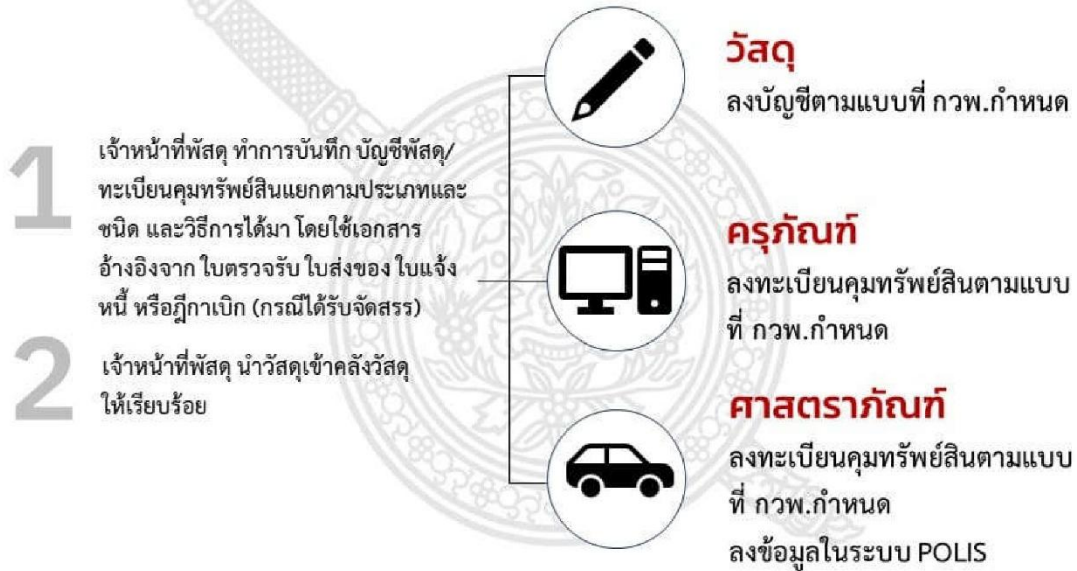 1
เจ้าหน้าที่พัสดุ ทำการบันทึก บัญชีพัสดุ/
ทะเบียนคุมทรัพย์สินแยกตามประเภทและ
ชนิด และวิธีการได้มา โดยใช้เอกสาร
อ้างอิงจาก ใบตรวจรับ ใบส่งของ ใบแจ้ง
หนี้ หรือฎีกาเบิก (กรณีได้รับจัดสรร)
2
เจ้าหน้าที่พัสดุ นำวัสดุเข้าคลังวัสดุ
ให้เรียบร้อย
วัสดุ
ลงบัญชีตามแบบที่ กวพ.กำหนด
ครุภัณฑ์
ลงทะเบียนคุมทรัพย์สินตามแบบ
ที่ กวพ.กำหนด
ศาสตราภัณฑ์
ลงทะเบียนคุมทรัพย์สินตามแบบ
ที่ กวพ.กำหนด
ลงข้อมูลในระบบ POLIS